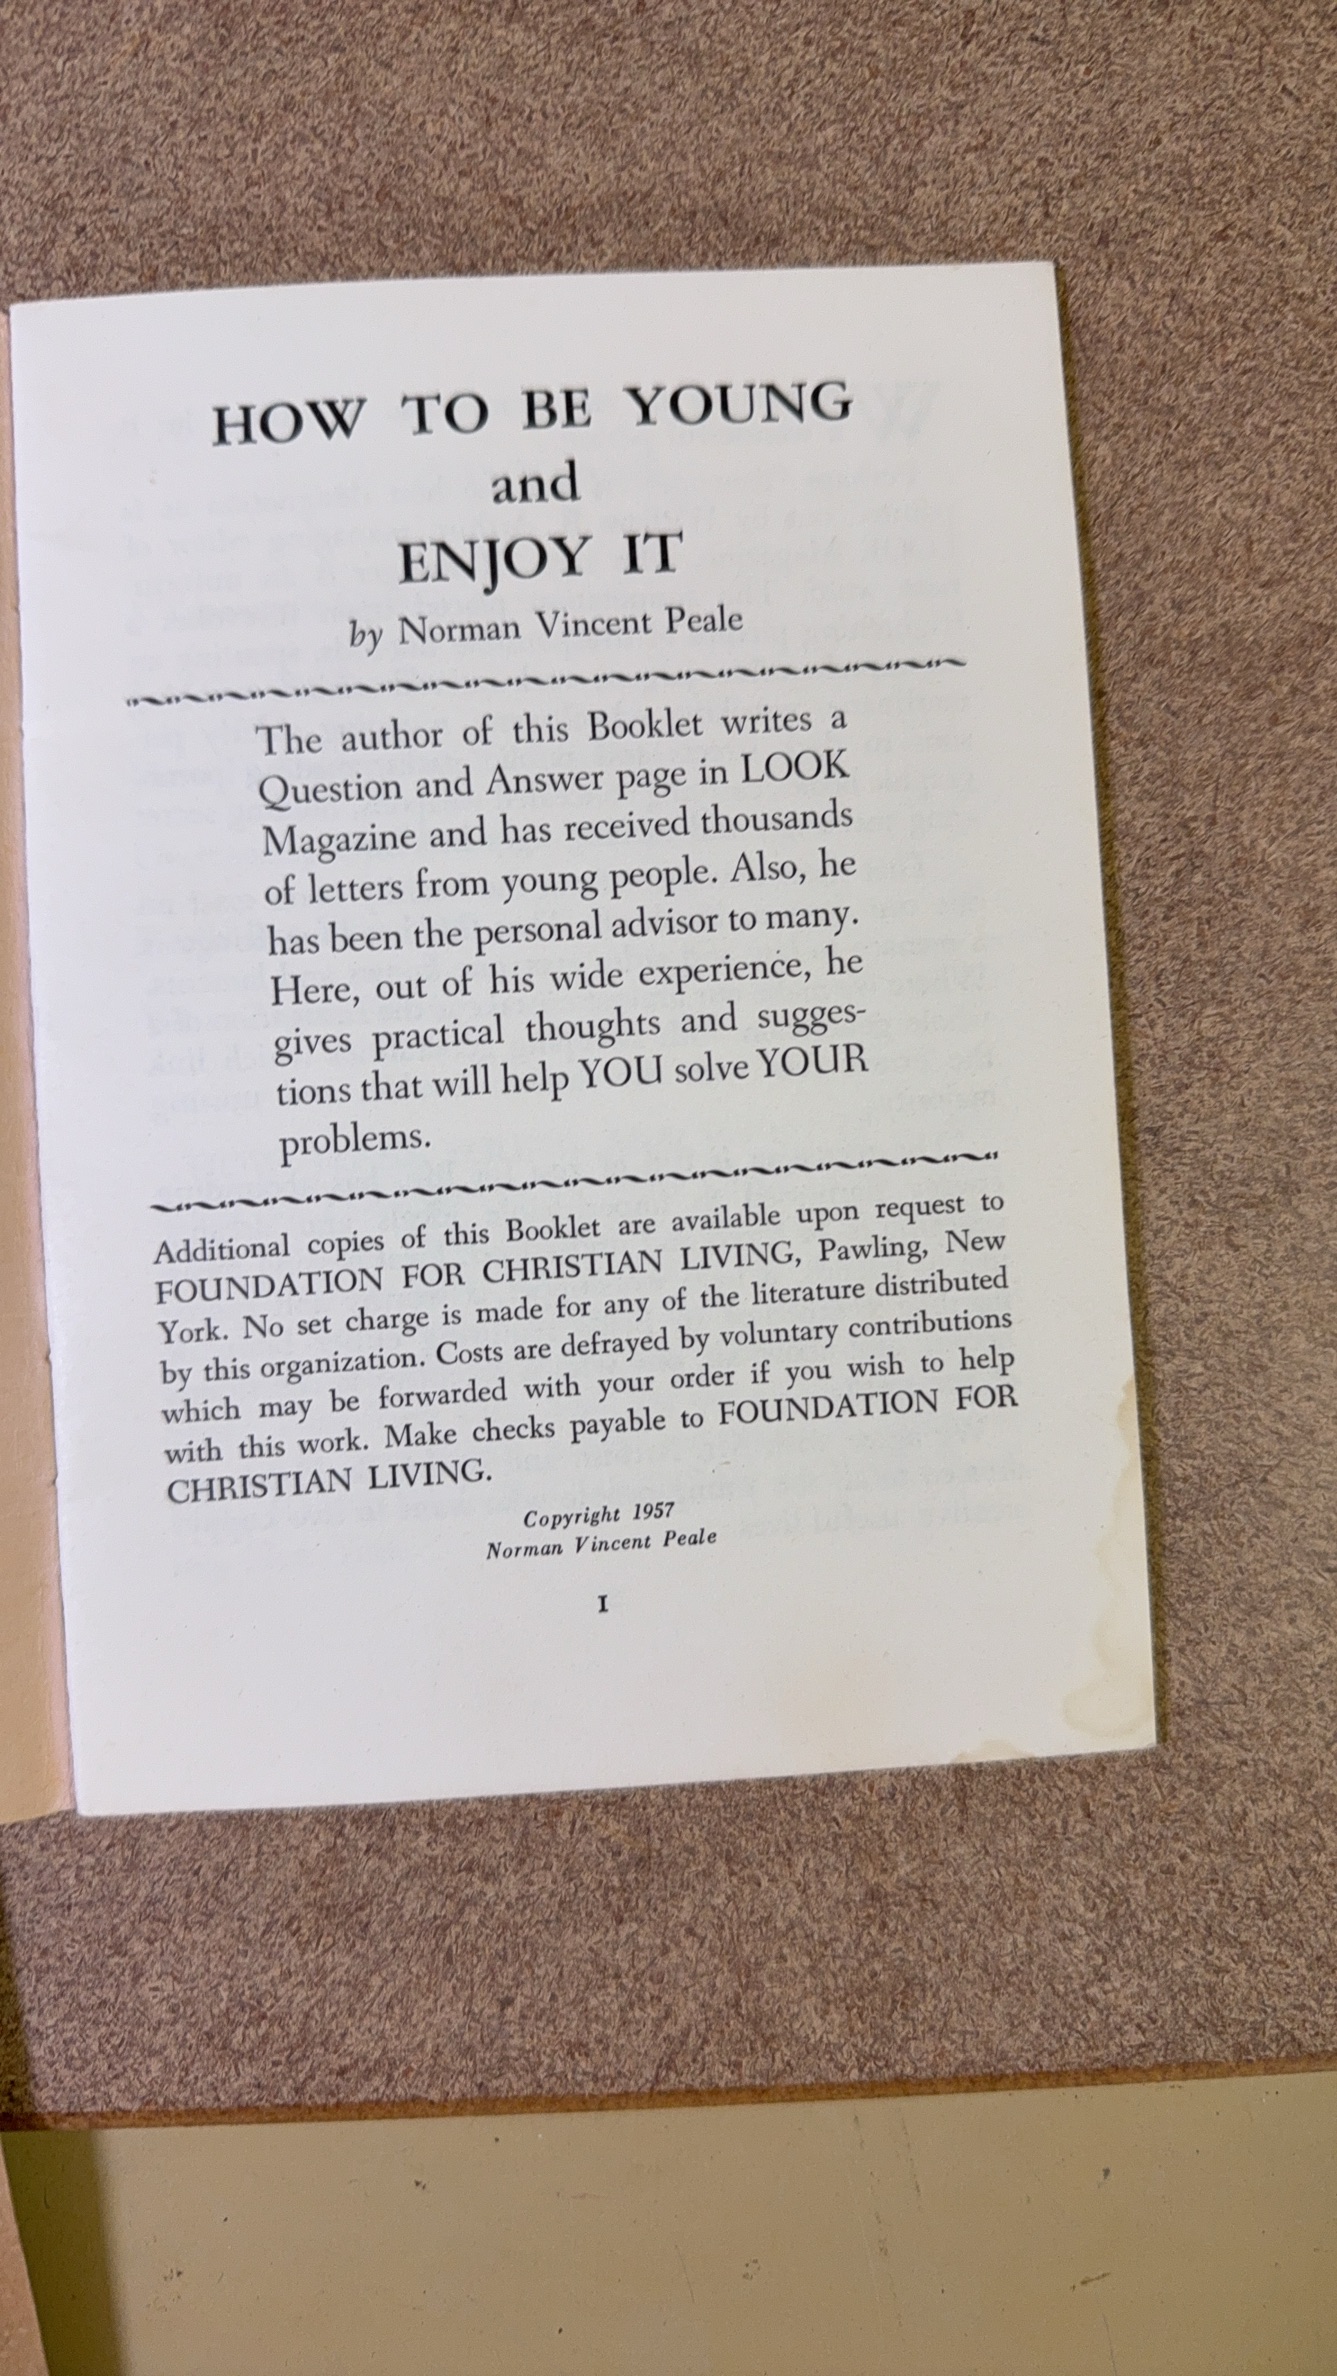 HOW TO BE YOUNG
and
ENJOY IT
by Norman Vincent Peale
The author of this Booklet writes a
Question and Answer page in LOOK
Magazine and has received thousands
of letters from young people. Also, he
has been the personal advisor to many.
Here, out of his wide experience, he
gives practical thoughts and sugges-
tions that will help YOU solve YOUR
problems.
Additional copies of this Booklet are available upon request to
FOUNDATION FOR CHRISTIAN LIVING, Pawling, New
York. No set charge is made for any of the literature distributed
by this organization. Costs are defrayed by voluntary contributions
which may be forwarded with your order if you wish to help
with this work. Make checks payable to FOUNDATION FOR
CHRISTIAN LIVING.
Copyright 1957
Norman Vincent Peale
1